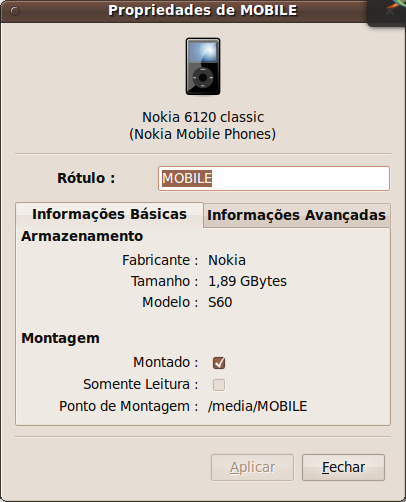 Propriedades de MOBILE
Nokia 6120 classic
(Nokia Mobile Phones)
Rótulo : MOBILE
Informações Básicas Informações Avançadas
Armazenamento
Fabricante : Nokia
Tamanho : 1,89 GBytes
Modelo : S60
Montagem
Montado :
Somente Leitura :
Ponto de Montagem : /media/MOBILE
Aplicar Fechar